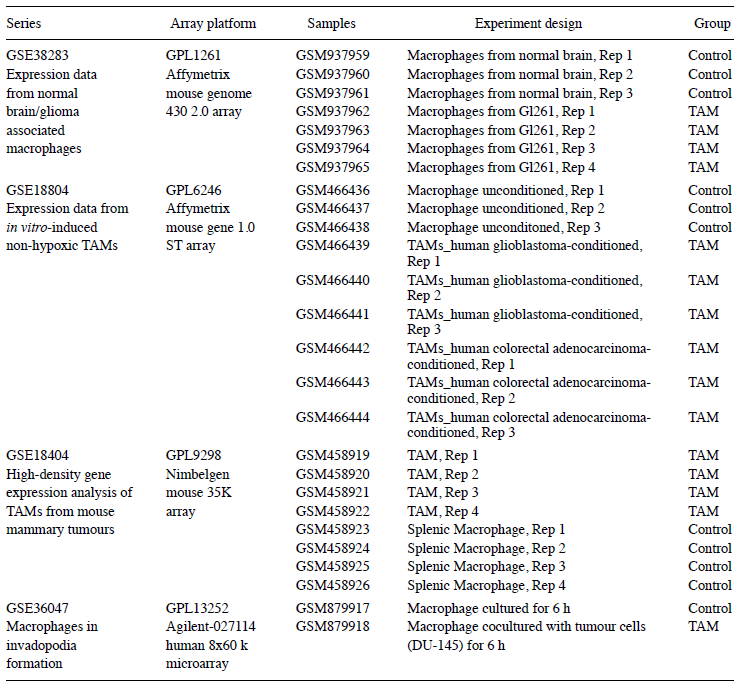 Series Array platform Samples Experiment design Group
GSE38283 GPL1261 GSM937959 Macrophages from normal brain, Rep 1 Control
Expression data Affymetrix GSM937960 Macrophages from normal brain, Rep 2 Control
from normal mouse genome GSM937961 Macrophages from normal brain, Rep 3 Control
brain/glioma 430 2.0 array GSM937962 Macrophages from Gl261, Rep 1 TAM
associated GSM937963 Macrophages from Gl261, Rep 2 TAM
macrophages GSM937964 Macrophages from Gl261, Rep 3 TAM
GSM937965 Macrophages from Gl261, Rep 4 TAM
GSE18804 GPL6246 GSM466436 Macrophage unconditioned, Rep 1 Control
Expression data from Affymetrix GSM466437 Macrophage unconditioned, Rep 2 Control
in vitro-induced mouse gene 1.0 GSM466438 Macrophage unconditoned, Rep 3 Control
non-hypoxic TAMs ST array GSM466439 TAMs_human glioblastoma-conditioned, TAM
Rep 1
GSM466440 TAMs_human glioblastoma-conditioned, TAM
Rep 2
GSM466441 TAMs_human glioblastoma-conditioned, TAM
Rep 3
GSM466442 TAMs_human colorectal adenocarcinoma- TAM
conditioned, Rep 1
GSM466443 TAMs_human colorectal adenocarcinoma- TAM
conditioned, Rep 2
GSM466444 TAMs_human colorectal adenocarcinoma- TAM
conditioned, Rep 3
GSE18404 GPL9298 GSM458919 TAM, Rep 1 TAM
High-density gene Nimbelgen GSM458920 TAM, Rep 2 TAM
expression analysis of mouse 35K GSM458921 TAM, Rep 3 TAM
TAMs from mouse array GSM458922 TAM, Rep 4 TAM
mammary tumours GSM458923 Splenic Macrophage, Rep 1 Control
GSM458924 Splenic Macrophage, Rep 2 Control
GSM458925 Splenic Macrophage, Rep 3 Control
GSM458926 Splenic Macrophage, Rep 4 Control
GSE36047 GPL13252 GSM879917 Macrophage cultured for 6 h Control
Macrophages in Agilent-027114 GSM879918 Macrophage cocultured with tumour cells TAM
invadopodia human 8x60 k (DU-145) for 6 h
formation microarray